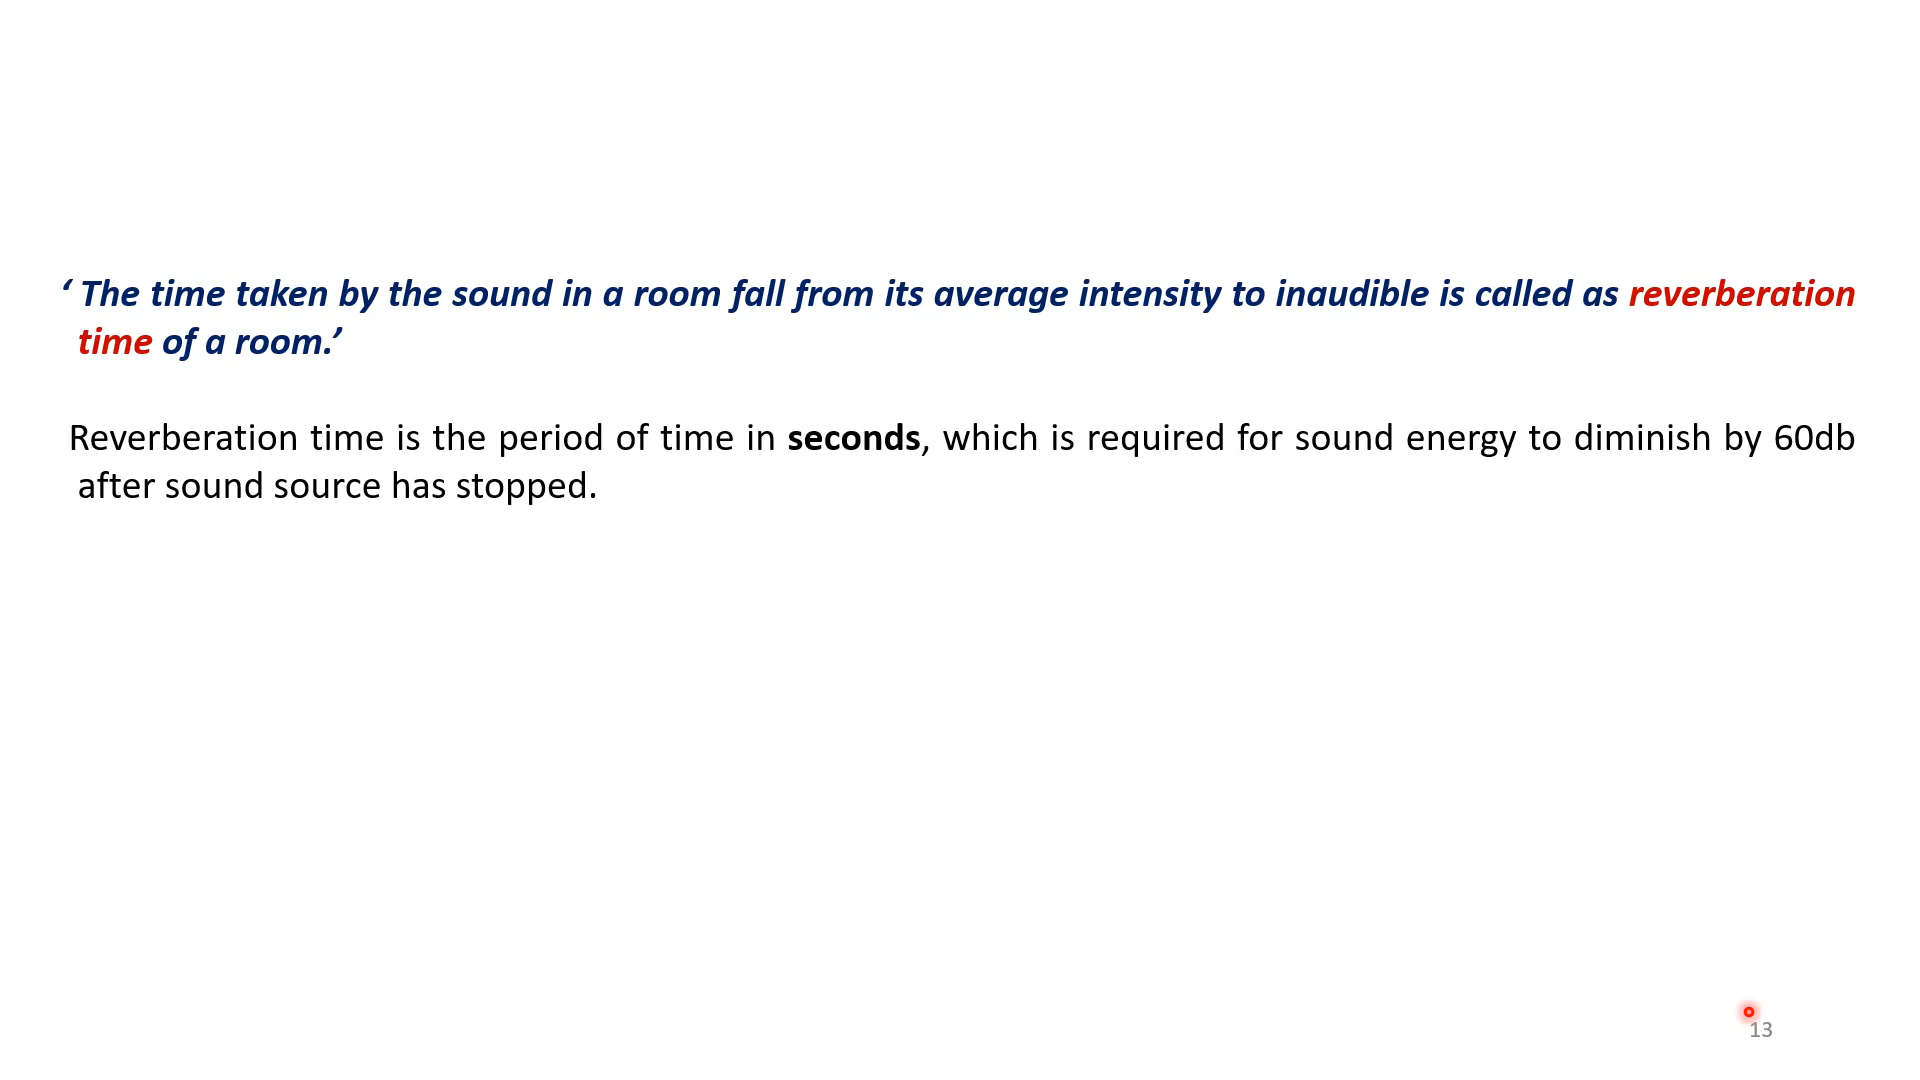 ‘ The time taken by the sound in a room fall from its average intensity to inaudible is called as reverberation
time of a room.’
Reverberation time is the period of time in seconds, which is required for sound energy to diminish by 60db
after sound source has stopped.
13